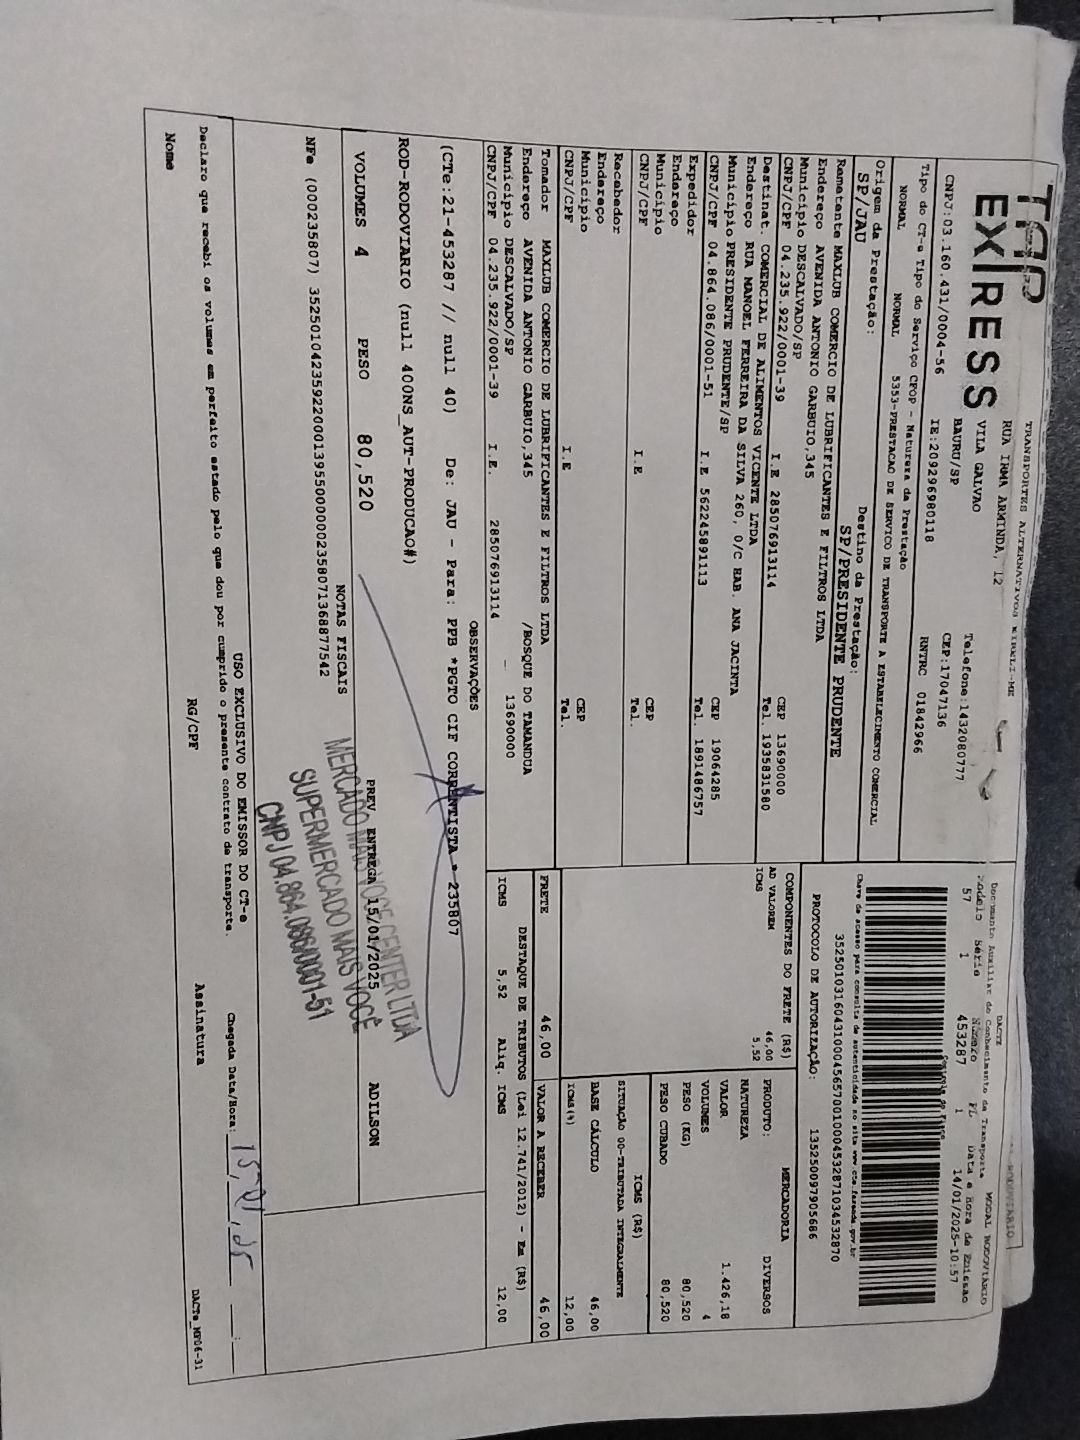 TAP
EX/RESS
TRANSPORTES ALTERNATIVOS EIRELI-ME
RUA IRMA ARMINDA, 12
VILA GALVAO
BAURU/SP
Telefone:1432080777
CEP:17047136
CNPJ:03.160.431/0004-56 IE:209296980118 RNTRC 01842966
Tipo do CT-e Tipo do Serviço CFOP - Natureza da Prestação
NORMAL NORMAL 5353-PRESTACAO DE SERVICO DE TRANSPORTE A ESTABELECIMENTO COMERCIAL
Origem da Prestação: Destino da Prestação:
SP/JAU SP/PRESIDENTE PRUDENTE
Remetente MAXLUB COMERCIO DE LUBRIFICANTES E FILTROS LTDA
Endereço AVENIDA ANTONIO GARBUIO,345
Município DESCALVADO/SP CEP 13690000
CNPJ/CPF 04.235.922/0001-39 I.E 285076913114 Tel. 1935831580
Destinat. COMERCIAL DE ALIMENTOS VICENTE LTDA
Endereço RUA MANOEL FERREIRA DA SILVA 260, 0/C HAB. ANA JACINTA
Município PRESIDENTE PRUDENTE/SP CEP 19064285
CNPJ/CPF 04.864.086/0001-51 I.E 562245891113 Tel. 1891486757
Expedidor
Endereço
Município CEP
CNPJ/CPF I.E Tel.
Recebedor
Endereço
Município CEP
CNPJ/CPF I.E Tel.
Tomador MAXLUB COMERCIO DE LUBRIFICANTES E FILTROS LTDA
Endereço AVENIDA ANTONIO GARBUIO,345 /BOSQUE DO TAMANDUA
Município DESCALVADO/SP 13690000
CNPJ/CPF 04.235.922/0001-39 I.E. 285076913114
DACTE
Documento Auxiliar do Conhecimento de Transporte MODAL RODOVIÁRIO
Modelo Série Número FL Data e Hora de Emissão
57 1 453287 1 14/01/2025-10:57
Controle do Fisco
Chave de acesso para consulta de autenticidade no site www.cte.fazenda.gov.br
35250103160431000456570010004532871034532870
PROTOCOLO DE AUTORIZAÇÃO: 135250097905686
COMPONENTES DO FRETE (R$)
AD VALOREM 46,00
ICMS 5,52
MERCADORIA
PRODUTO: DIVERSOS
NATUREZA
VALOR 1.426,18
VOLUMES 4
PESO (KG) 80,520
PESO CUBADO 80,520
ICMS (R$)
SITUAÇÃO 00-TRIBUTADA INTEGRALMENTE
BASE CÁLCULO 46,00
ICMS(%) 12,00
FRETE 46,00 VALOR A RECEBER 46,00
DESTAQUE DE TRIBUTOS (Lei 12.741/2012) - Em (R$)
ICMS 5,52 Aliq. ICMS 12,00
OBSERVAÇÕES
(CTe:21-453287 // null 40) De: JAU - Para: PPB *PGTO CIF CORRENTISTA * 235807
ROD-RODOVIARIO (null 400NS_AUT-PRODUCAO#)
VOLUMES 4 PESO 80,520 PREV ENTREGA 15/01/2025 ADILSON
NOTAS FISCAIS
NFe (000235807) 35250104235922000139550000002358071368877542
MERCADO MAIS VOCE CENTER LTDA
SUPERMERCADO MAIS VOCÊ
CNPJ 04.864.086/0001-51
USO EXCLUSIVO DO EMISSOR DO CT-e
Declaro que recebi os volumes em perfeito estado pelo que dou por cumprido o presente contrato de transporte. Chegada Data/Hora: 15,01,25 :
Nome RG/CPF Assinatura
DACTe_MF06-31